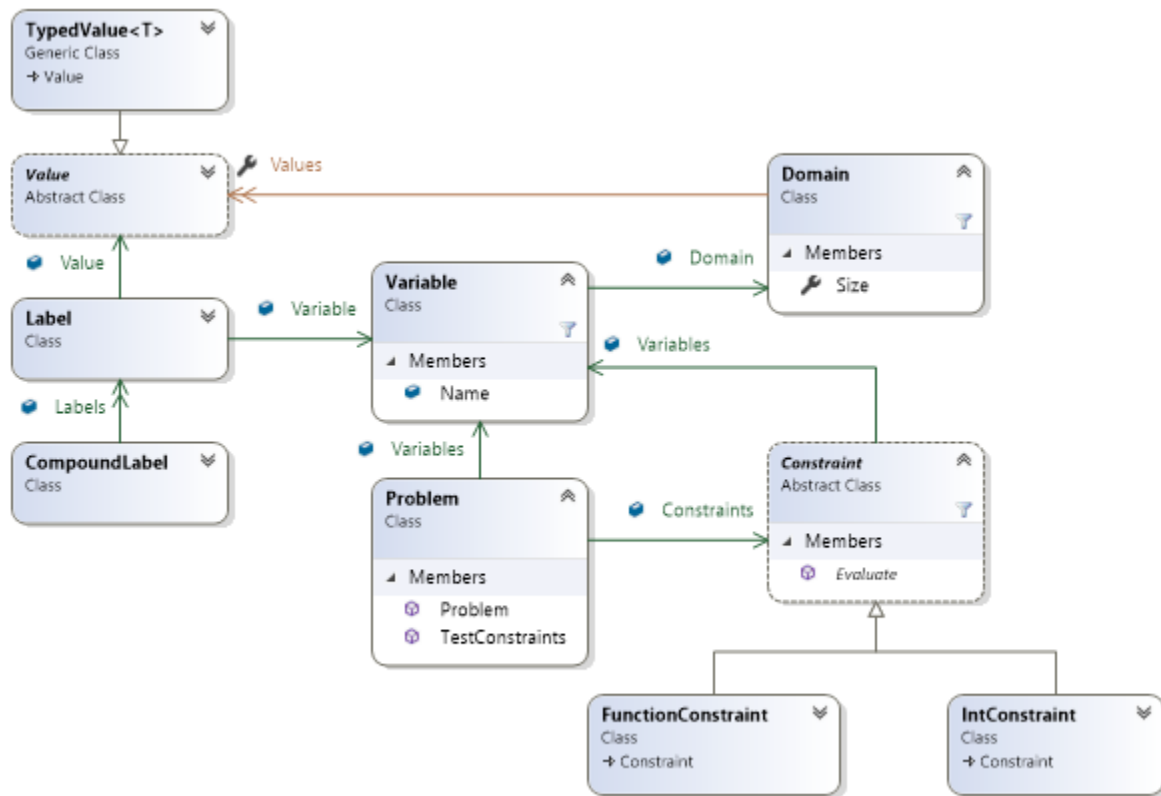 TypedValue<T>
Generic Class
Value
Value
Abstract Class
Values
Domain
Class
Members
Size
Value
Label
Class
Variable
Variable
Class
Members
Name
Domain
Variables
Labels
CompoundLabel
Class
Variables
Problem
Class
Members
Problem
TestConstraints
Constraints
Constraint
Abstract Class
Members
Evaluate
FunctionConstraint
Class
Constraint
IntConstraint
Class
Constraint